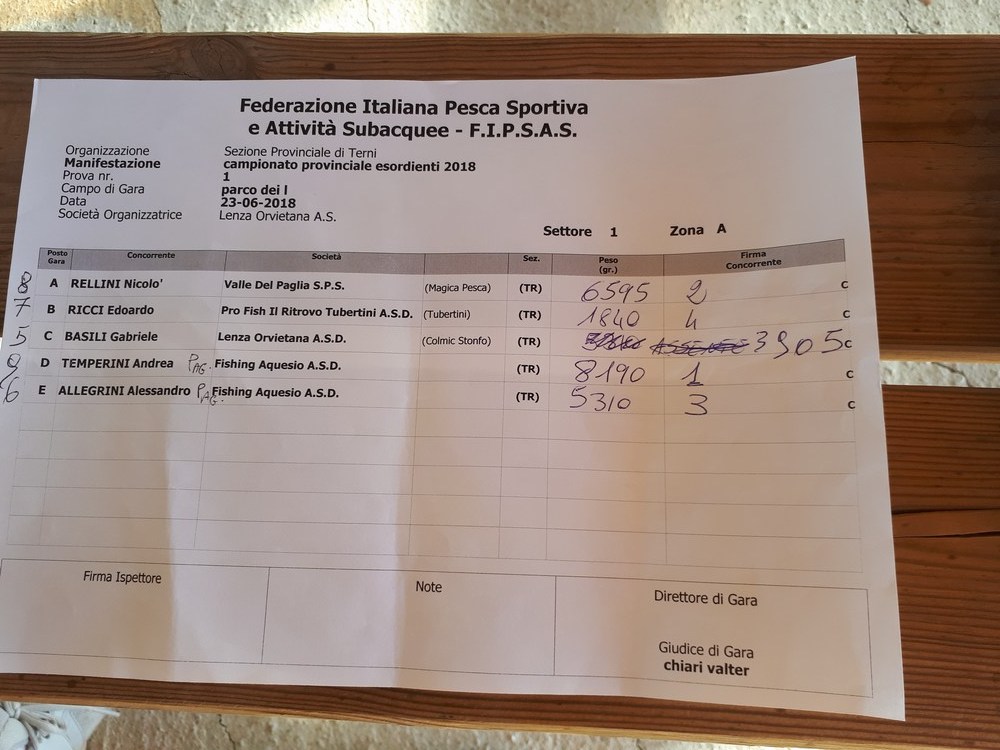 Federazione Italiana Pesca Sportiva
e Attività Subacquee - F.I.P.S.A.S.
Organizzazione Sezione Provinciale di Terni
Manifestazione campionato provinciale esordienti 2018
Prova nr. 1
Campo di Gara parco dei l
Data 23-06-2018
Società Organizzatrice Lenza Orvietana A.S.
Settore 1 Zona A
Posto Gara Concorrente Società Sez. Peso (gr.) Firma Concorrente
8 A RELLINI Nicolo' Valle Del Paglia S.P.S. (Magica Pesca) (TR) 6595 2 C
7 B RICCI Edoardo Pro Fish Il Ritrovo Tubertini A.S.D. (Tubertini) (TR) 1840 4 C
5 C BASILI Gabriele Lenza Orvietana A.S.D. (Colmic Stonfo) (TR) ASSENTE 3905 C
9 D TEMPERINI Andrea PAG. Fishing Aquesio A.S.D. (TR) 8190 1 C
6 E ALLEGRINI Alessandro PAG. Fishing Aquesio A.S.D. (TR) 5310 3 C
Firma Ispettore Note Direttore di Gara
Giudice di Gara
chiari valter